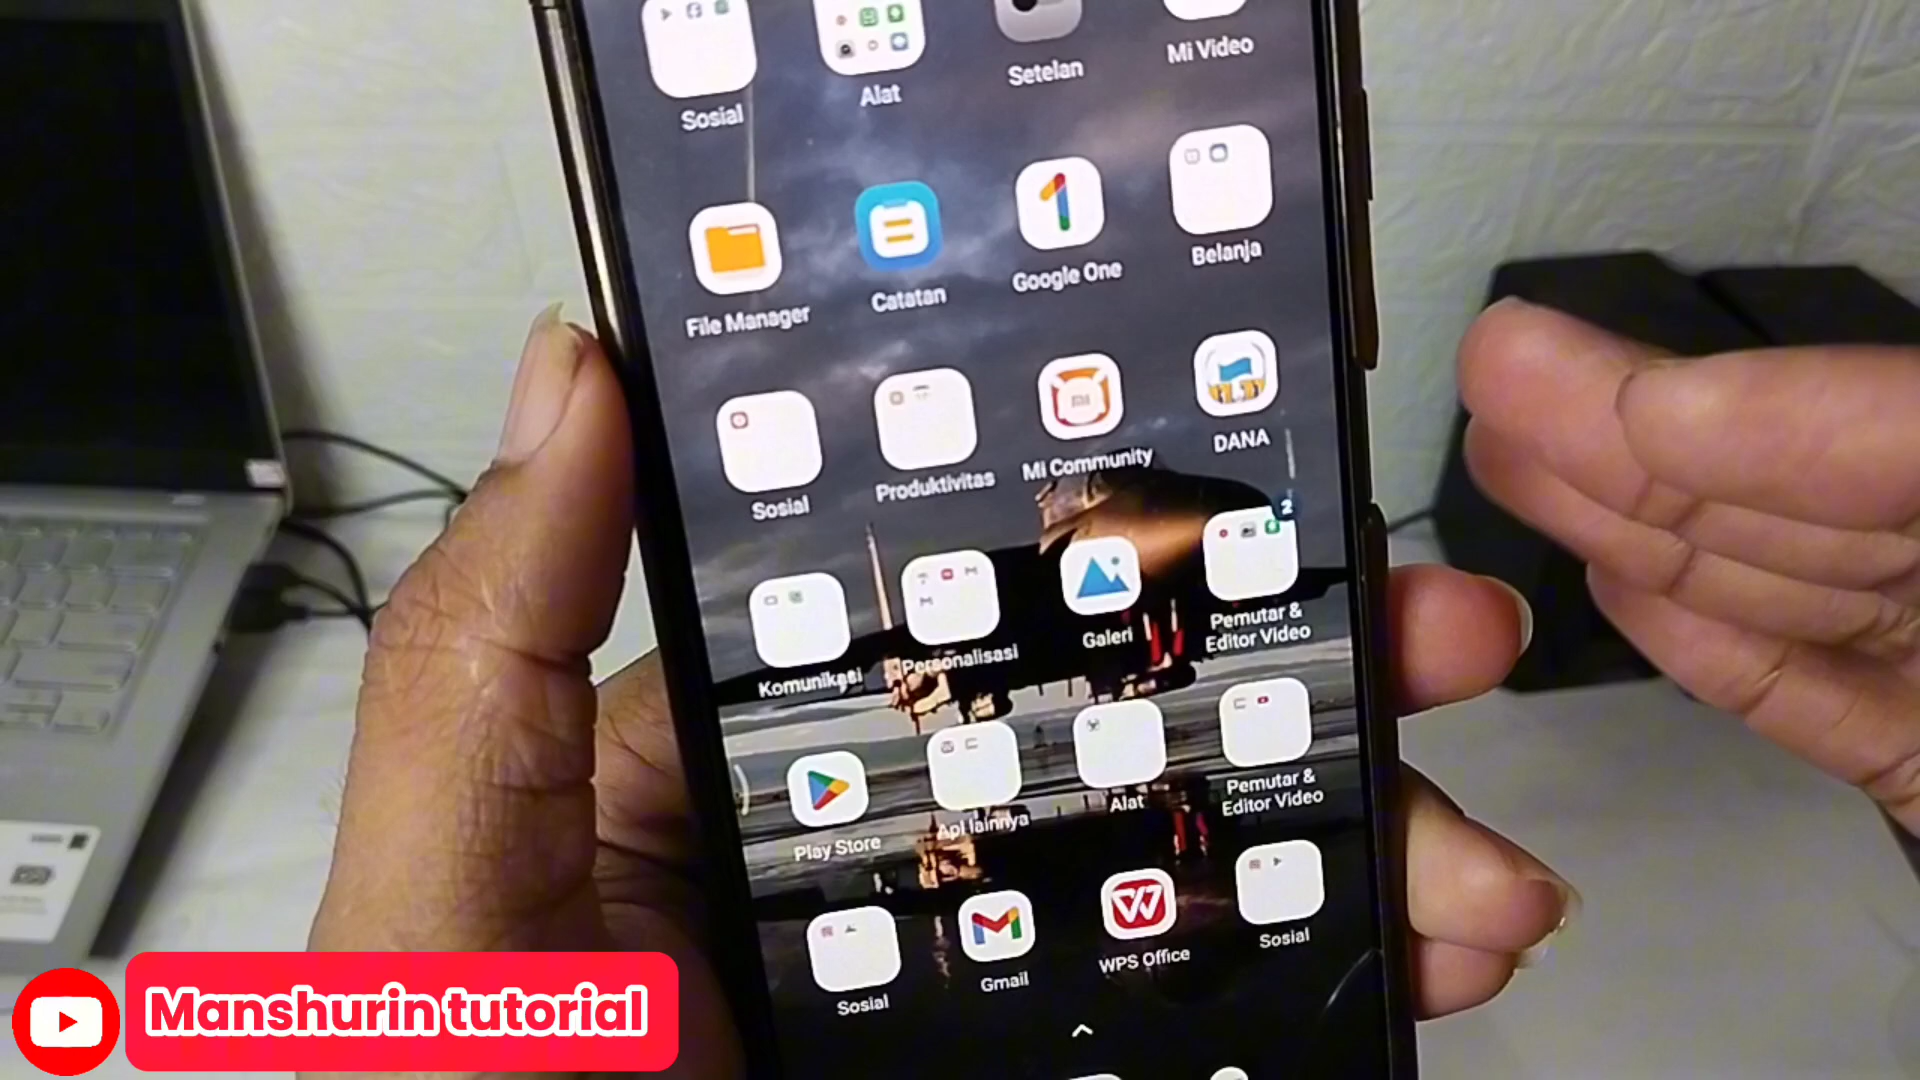 Sosial
Alat
Setelan
Mi Video
File Manager
Catatan
Google One
Belanja
Sosial
Produktivitas
Mi Community
DANA
2
Komunikasi
Personalisasi
Galeri
Pemutar &
Editor Video
Play Store
Apl lainnya
Alat
Pemutar &
Editor Video
Sosial
Gmail
WPS Office
Sosial
Manshurin tutorial